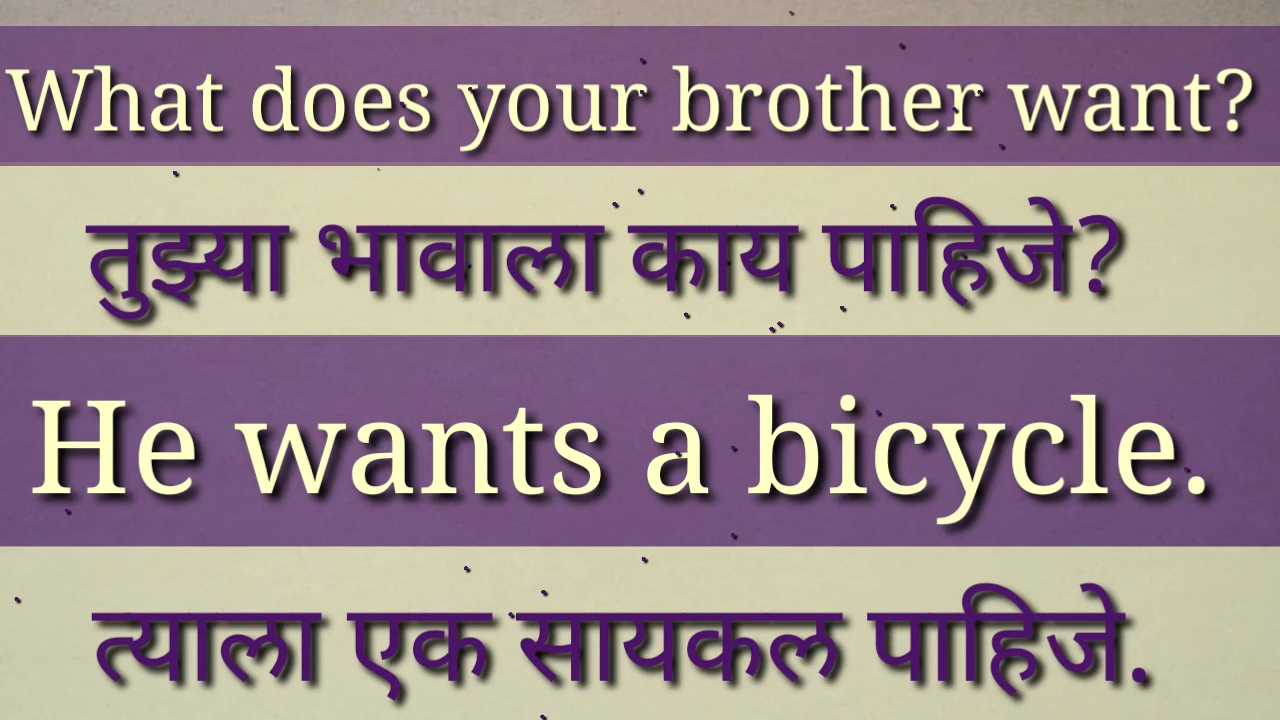 What does your brother want?
तुझ्या भावाला काय पाहिजे?
He wants a bicycle.
त्याला एक सायकल पाहिजे.